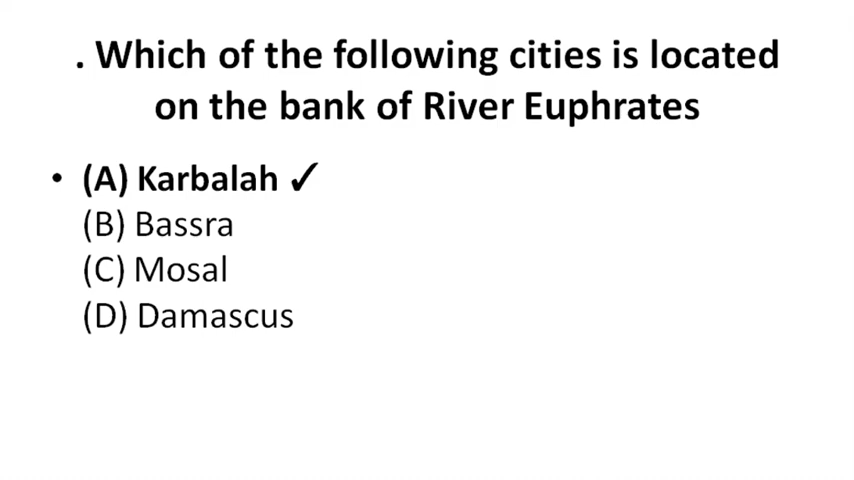 . Which of the following cities is located
on the bank of River Euphrates
• (A) Karbalah ✓
(B) Bassra
(C) Mosal
(D) Damascus